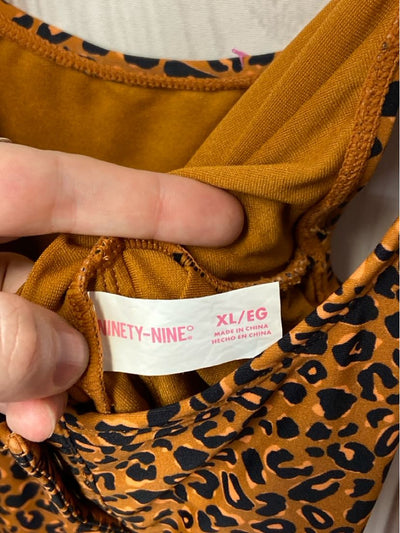 NINETY-NINE°
XL/EG
MADE IN CHINA
HECHO EN CHINA